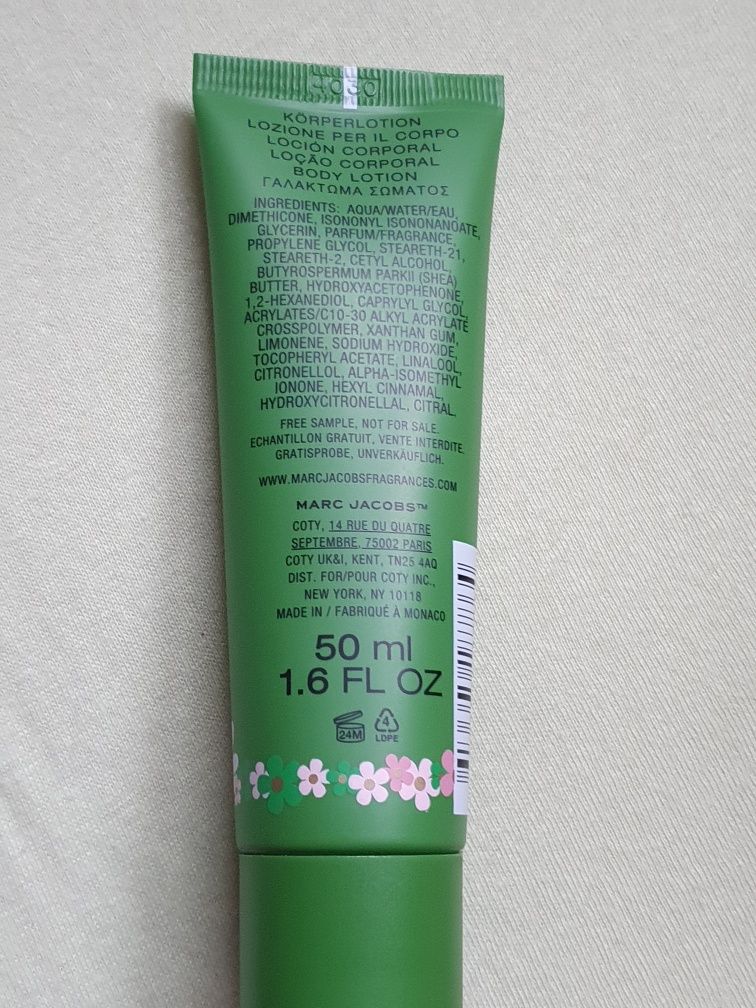 4030
KÖRPERLOTION
LOZIONE PER IL CORPO
LOCIÓN CORPORAL
LOÇÃO CORPORAL
BODY LOTION
ΓΑΛΑΚΤΩΜΑ ΣΩΜΑΤΟΣ
INGREDIENTS: AQUA/WATER/EAU,
DIMETHICONE, ISONONYL ISONONANOATE,
GLYCERIN, PARFUM/FRAGRANCE,
PROPYLENE GLYCOL, STEARETH-21,
STEARETH-2, CETYL ALCOHOL,
BUTYROSPERMUM PARKII (SHEA)
BUTTER, HYDROXYACETOPHENONE,
1,2-HEXANEDIOL, CAPRYLYL GLYCOL,
ACRYLATES/C10-30 ALKYL ACRYLATE
CROSSPOLYMER, XANTHAN GUM,
LIMONENE, SODIUM HYDROXIDE,
TOCOPHERYL ACETATE, LINALOOL,
CITRONELLOL, ALPHA-ISOMETHYL
IONONE, HEXYL CINNAMAL,
HYDROXYCITRONELLAL, CITRAL.
FREE SAMPLE, NOT FOR SALE.
ECHANTILLON GRATUIT, VENTE INTERDITE.
GRATISPROBE, UNVERKÄUFLICH.
WWW.MARCJACOBSFRAGRANCES.COM
MARC JACOBS™
COTY, 14 RUE DU QUATRE
SEPTEMBRE, 75002 PARIS
COTY UK&I, KENT, TN25 4AQ
DIST. FOR/POUR COTY INC.,
NEW YORK, NY 10118
MADE IN / FABRIQUÉ À MONACO
50 ml
1.6 FL OZ
24M
4
LDPE